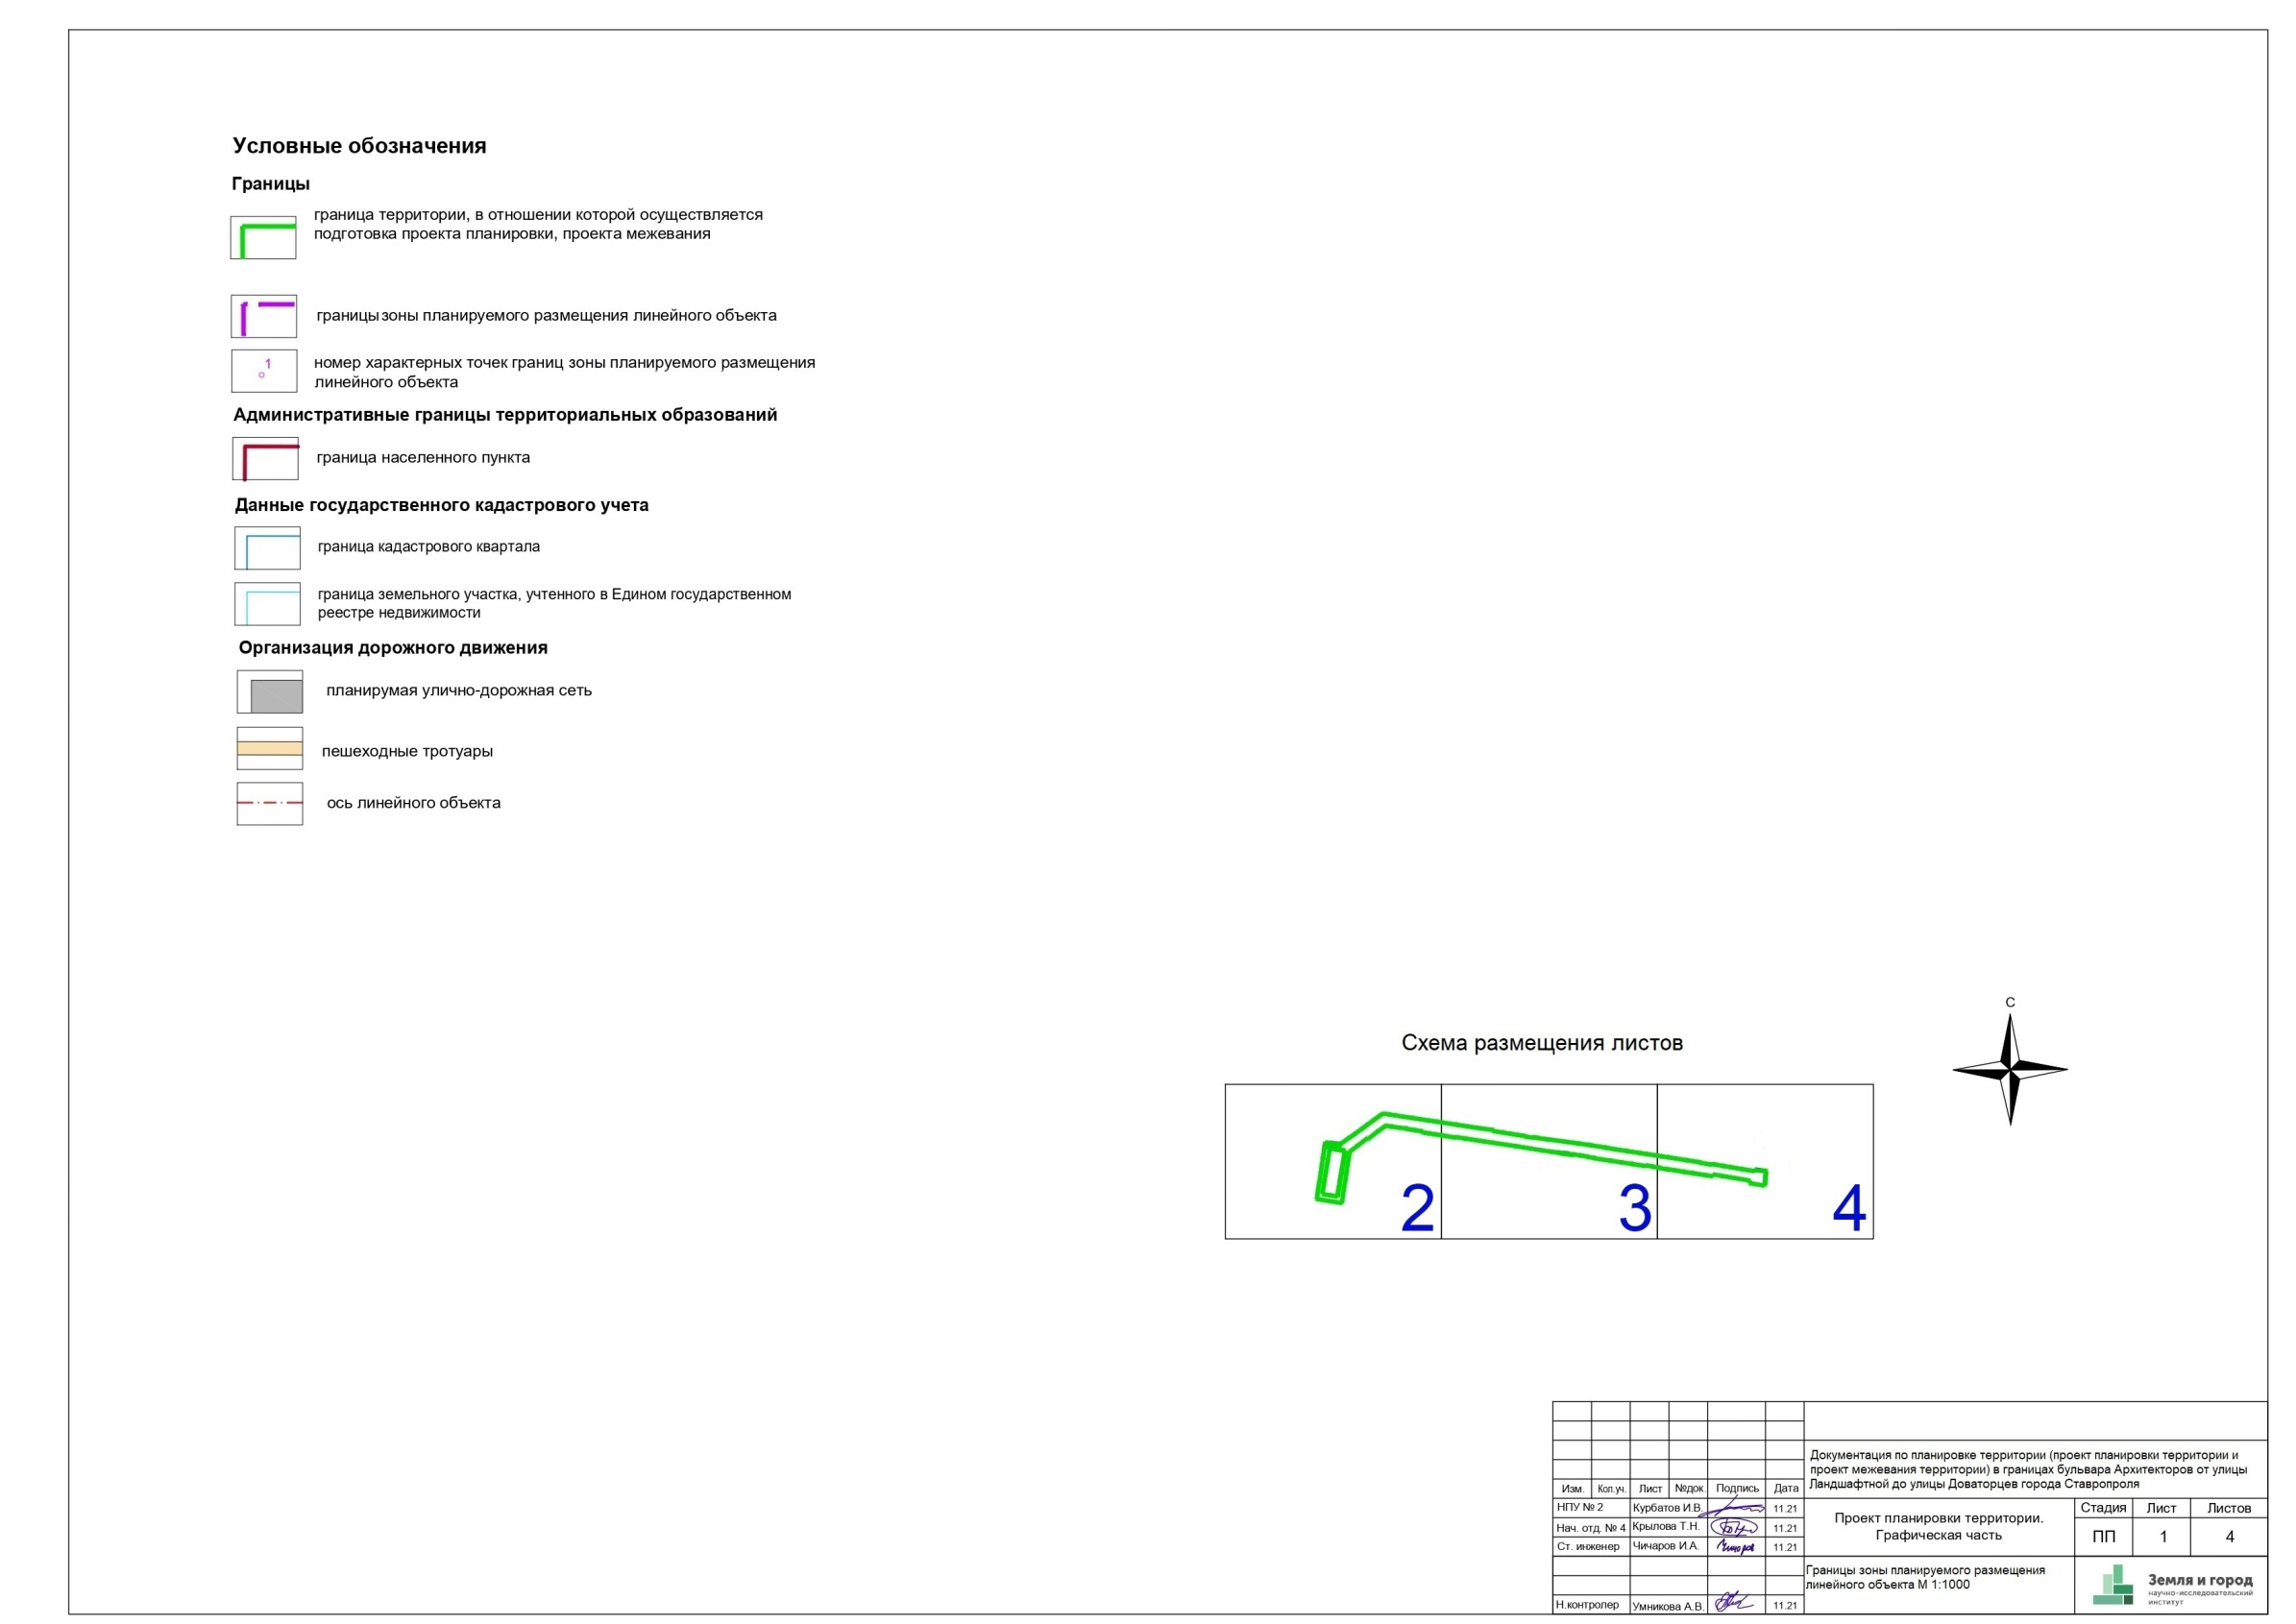 Условные обозначения
Границы
граница территории, в отношении которой осуществляется
подготовка проекта планировки, проекта межевания
границы зоны планируемого размещения линейного объекта
1
номер характерных точек границ зоны планируемого размещения
линейного объекта
Административные границы территориальных образований
граница населенного пункта
Данные государственного кадастрового учета
граница кадастрового квартала
граница земельного участка, учтенного в Едином государственном
реестре недвижимости
Организация дорожного движения
планирумая улично-дорожная сеть
пешеходные тротуары
ось линейного объекта
С
Схема размещения листов
2
3
4
Документация по планировке территории (проект планировки территории и
проект межевания территории) в границах бульвара Архитекторов от улицы
Ландшафтной до улицы Доваторцев города Ставрополя
Изм. Кол.уч. Лист №док. Подпись Дата
НПУ № 2 Курбатов И.В. 11.21
Нач. отд. № 4 Крылова Т.Н. 11.21
Ст. инженер Чичаров И.А. 11.21
Н.контролер Умникова А.В. 11.21
Проект планировки территории.
Графическая часть
Стадия Лист Листов
ПП 1 4
Границы зоны планируемого размещения
линейного объекта М 1:1000
Земля и город
научно-исследовательский
институт